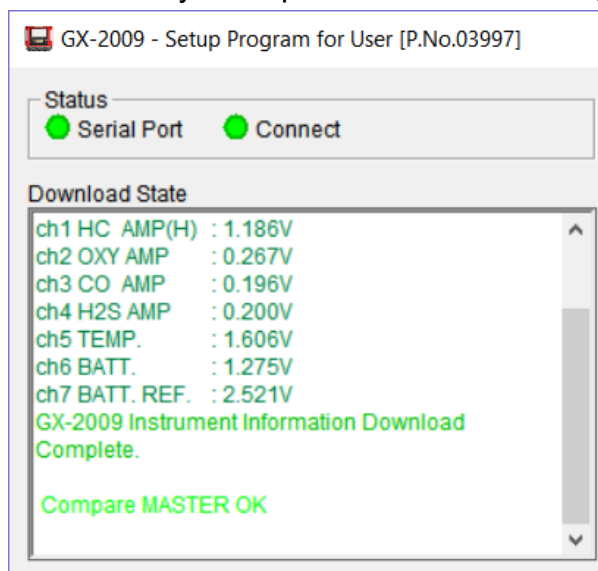 GX-2009 - Setup Program for User [P.No.03997]
Status
Serial Port Connect
Download State
ch1 HC AMP(H) : 1.186V
ch2 OXY AMP : 0.267V
ch3 CO AMP : 0.196V
ch4 H2S AMP : 0.200V
ch5 TEMP. : 1.606V
ch6 BATT. : 1.275V
ch7 BATT. REF. : 2.521V
GX-2009 Instrument Information Download
Complete.
Compare MASTER OK